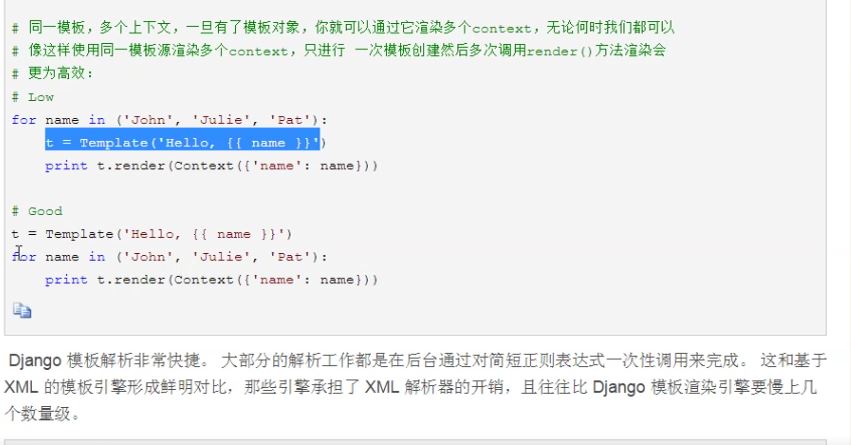 # 同一模板，多个上下文，一旦有了模板对象，你就可以通过它渲染多个context，无论何时我们都可以
# 像这样使用同一模板源渲染多个context，只进行 一次模板创建然后多次调用render()方法渲染会
# 更为高效：
# Low
for name in ('John', 'Julie', 'Pat'):
    t = Template('Hello, {{ name }}')
    print t.render(Context({'name': name}))
# Good
t = Template('Hello, {{ name }}')
for name in ('John', 'Julie', 'Pat'):
    print t.render(Context({'name': name}))
Django 模板解析非常快捷。 大部分的解析工作都是在后台通过对简短正则表达式一次性调用来完成。 这和基于
XML 的模板引擎形成鲜明对比，那些引擎承担了 XML 解析器的开销，且往往比 Django 模板渲染引擎要慢上几
个数量级。